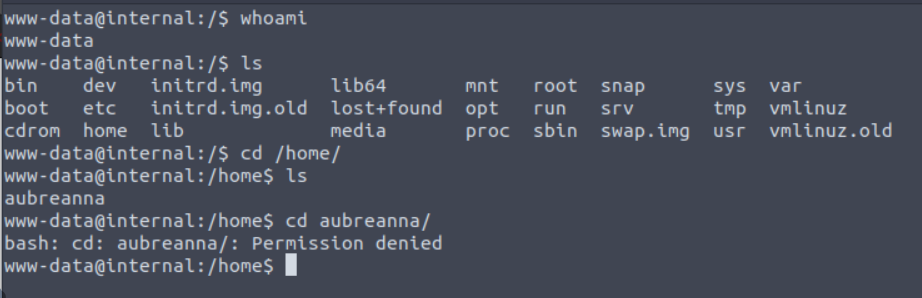 www-data@internal:/$ whoami
www-data
www-data@internal:/$ ls
bin    dev   initrd.img      lib64       mnt   root  snap      sys  var
boot   etc   initrd.img.old  lost+found  opt   run   srv       tmp  vmlinuz
cdrom  home  lib             media       proc  sbin  swap.img  usr  vmlinuz.old
www-data@internal:/$ cd /home/
www-data@internal:/home$ ls
aubreanna
www-data@internal:/home$ cd aubreanna/
bash: cd: aubreanna/: Permission denied
www-data@internal:/home$